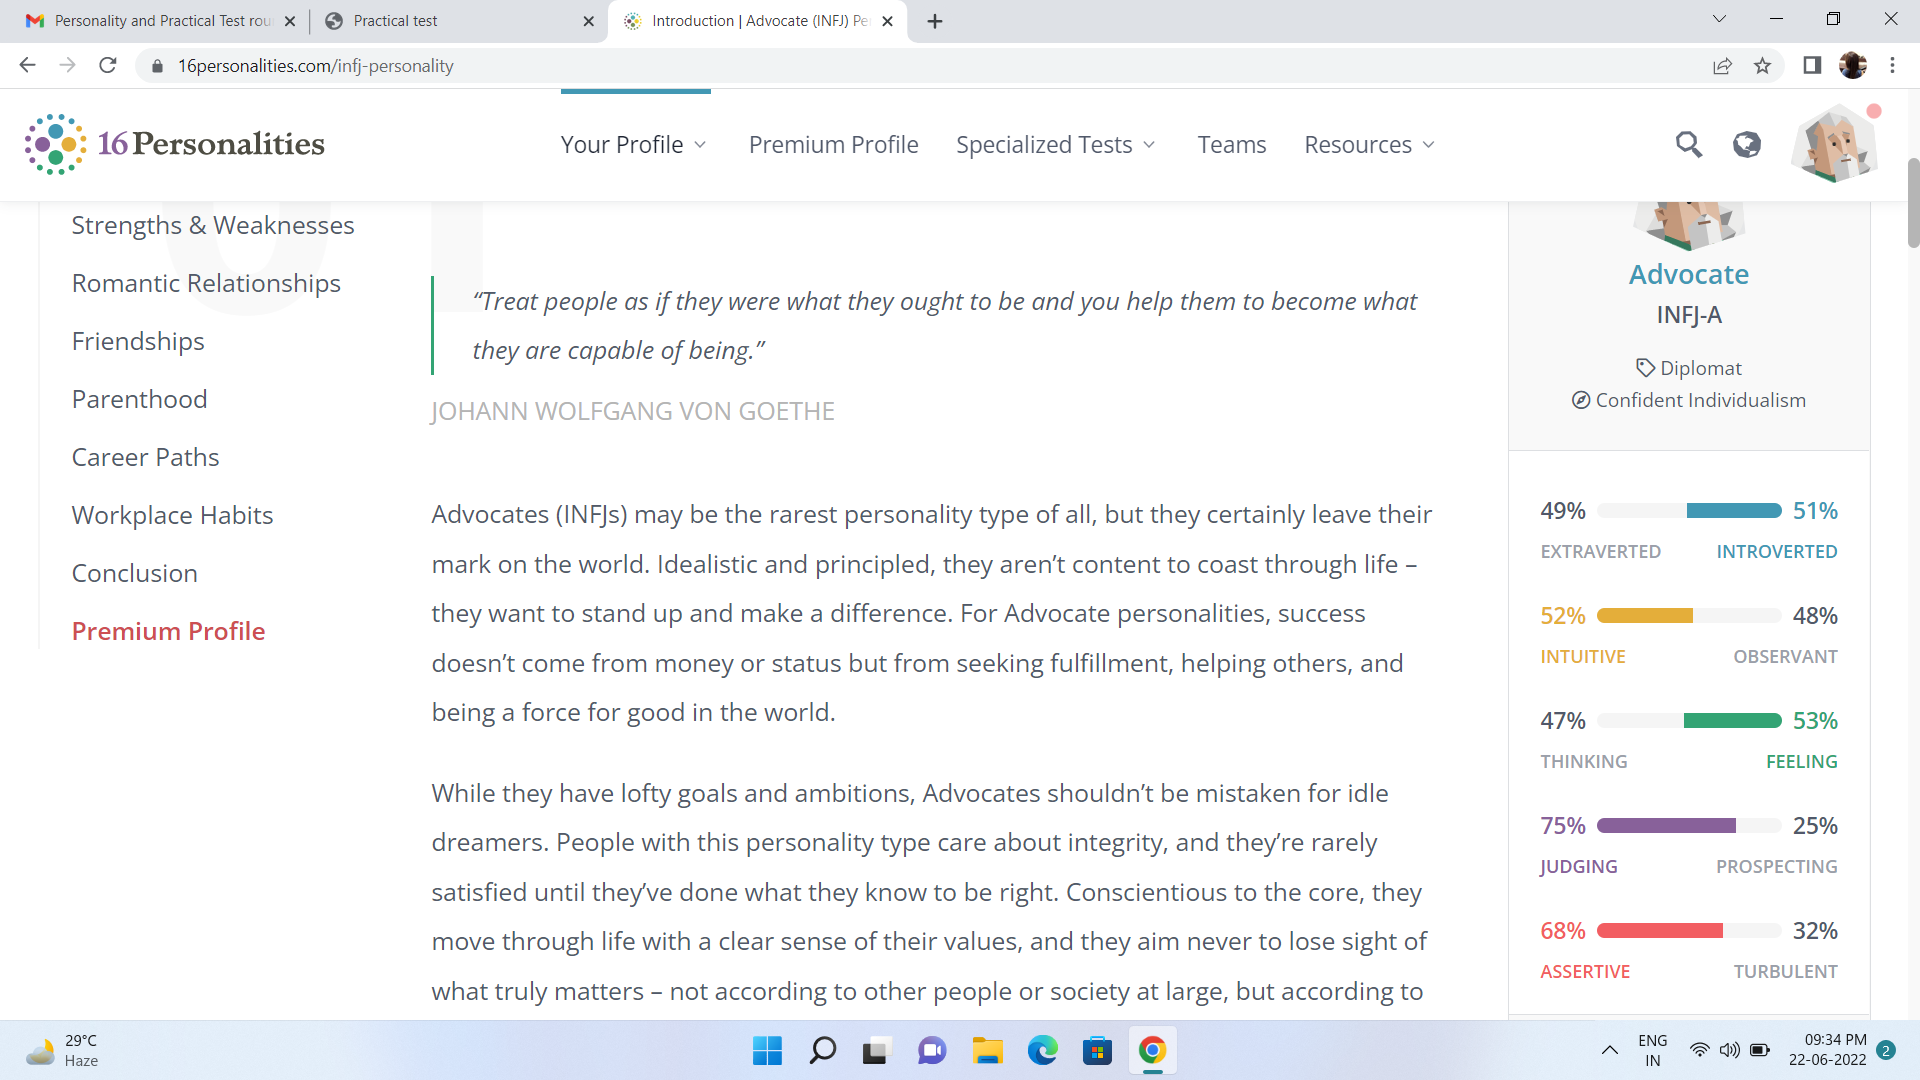 Personality and Practical Test rou
Practical test
Introduction | Advocate (INFJ) Pe
16personalities.com/infj-personality
16Personalities
Your Profile
Premium Profile
Specialized Tests
Teams
Resources
Strengths & Weaknesses
Romantic Relationships
Friendships
Parenthood
Career Paths
Workplace Habits
Conclusion
Premium Profile
“Treat people as if they were what they ought to be and you help them to become what
they are capable of being.”
JOHANN WOLFGANG VON GOETHE
Advocates (INFJs) may be the rarest personality type of all, but they certainly leave their
mark on the world. Idealistic and principled, they aren’t content to coast through life –
they want to stand up and make a difference. For Advocate personalities, success
doesn’t come from money or status but from seeking fulfillment, helping others, and
being a force for good in the world.
While they have lofty goals and ambitions, Advocates shouldn’t be mistaken for idle
dreamers. People with this personality type care about integrity, and they’re rarely
satisfied until they’ve done what they know to be right. Conscientious to the core, they
move through life with a clear sense of their values, and they aim never to lose sight of
what truly matters – not according to other people or society at large, but according to
Advocate
INFJ-A
Diplomat
Confident Individualism
49% 51%
EXTRAVERTED INTROVERTED
52% 48%
INTUITIVE OBSERVANT
47% 53%
THINKING FEELING
75% 25%
JUDGING PROSPECTING
68% 32%
ASSERTIVE TURBULENT
29°C
Haze
ENG
IN
09:34 PM
22-06-2022
2